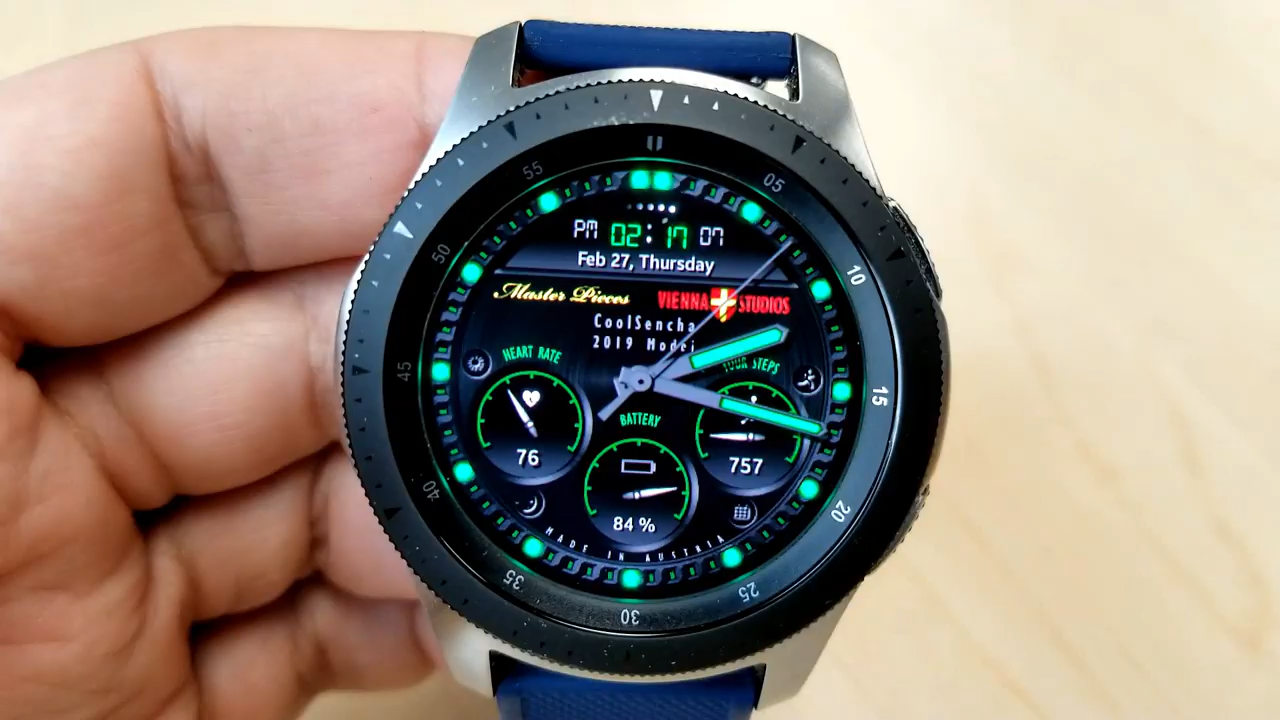 55
05
PM 02:17 07
Feb 27, Thursday
50
10
Master Pieces
VIENNA STUDIOS
CoolSencha
2019 Model
HEART RATE
YOUR STEPS
45
15
BATTERY
76
757
84 %
40
20
MADE IN AUSTRIA
35
25
30